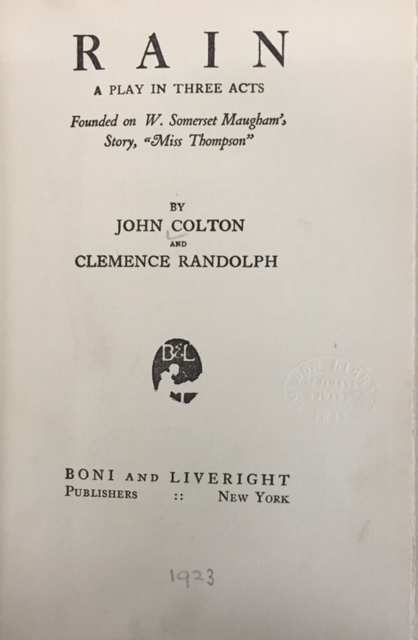 RAIN
A PLAY IN THREE ACTS
Founded on W. Somerset Maugham's
Story, "Miss Thompson"
BY
JOHN COLTON
AND
CLEMENCE RANDOLPH
B&L
BONI AND LIVERIGHT
PUBLISHERS :: NEW YORK
1923